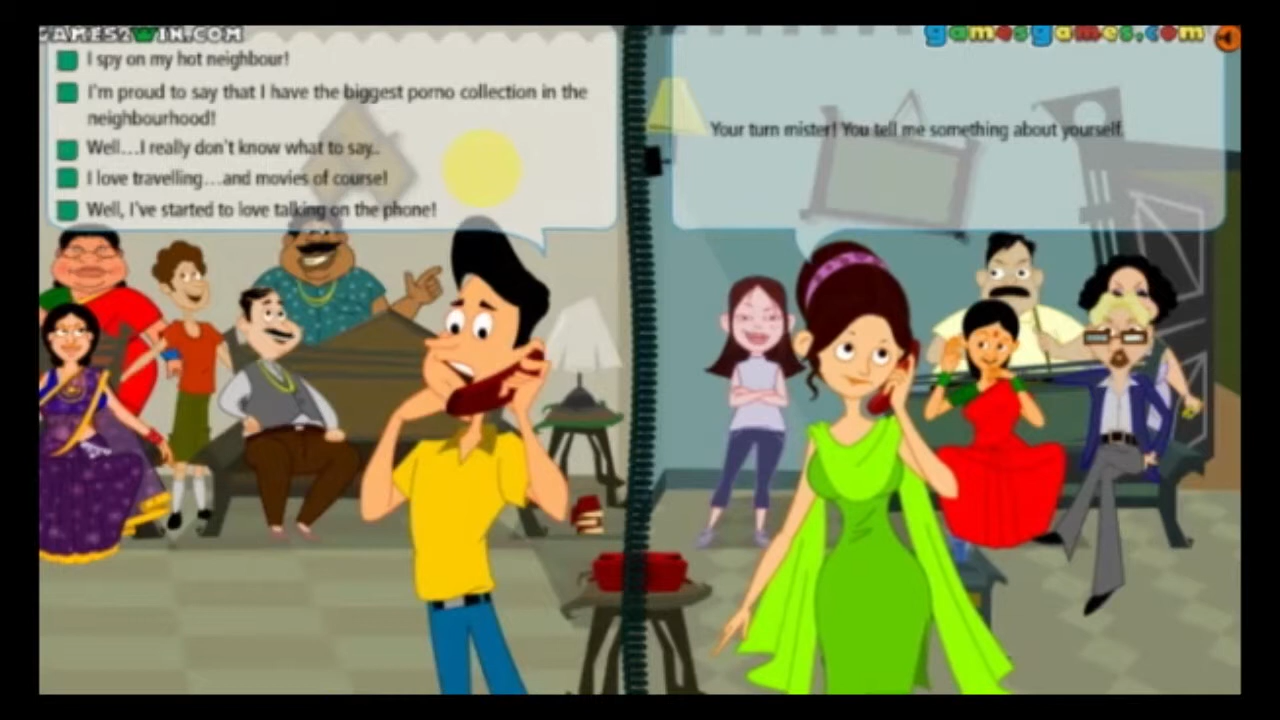 GAMES2WIN.COM
gamesgames.com
I spy on my hot neighbour!
I'm proud to say that I have the biggest porno collection in the
neighbourhood!
Well...I really don't know what to say..
I love travelling...and movies of course!
Well, I've started to love talking on the phone!
Your turn mister! You tell me something about yourself.